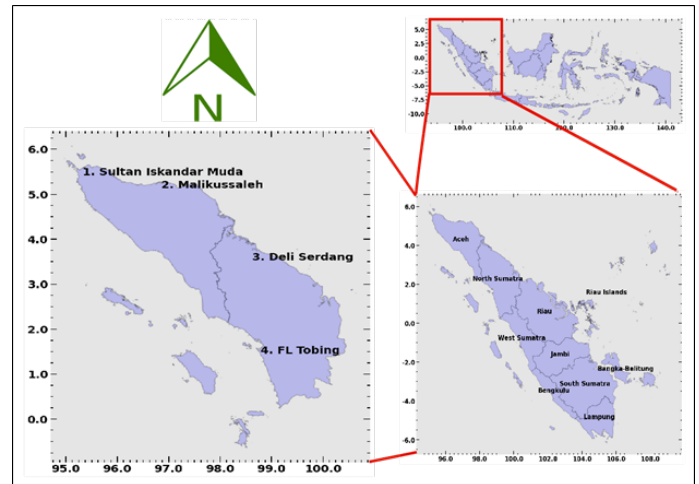 N
5.0
2.5
0.0
-2.5
-5.0
-7.5
-10.0
100.0 110.0 120.0 130.0 140.0
6.0
5.0
4.0
3.0
2.0
1.0
0.0
1. Sultan Iskandar Muda
2. Malikussaleh
3. Deli Serdang
4. FL Tobing
95.0 96.0 97.0 98.0 99.0 100.0
6.0
4.0
2.0
0.0
-2.0
-4.0
-6.0
Aceh
North Sumatra
Riau Islands
Riau
West Sumatra
Jambi
Bangka-Belitung
South Sumatra
Bengkulu
Lampung
96.0 98.0 100.0 102.0 104.0 106.0 108.0